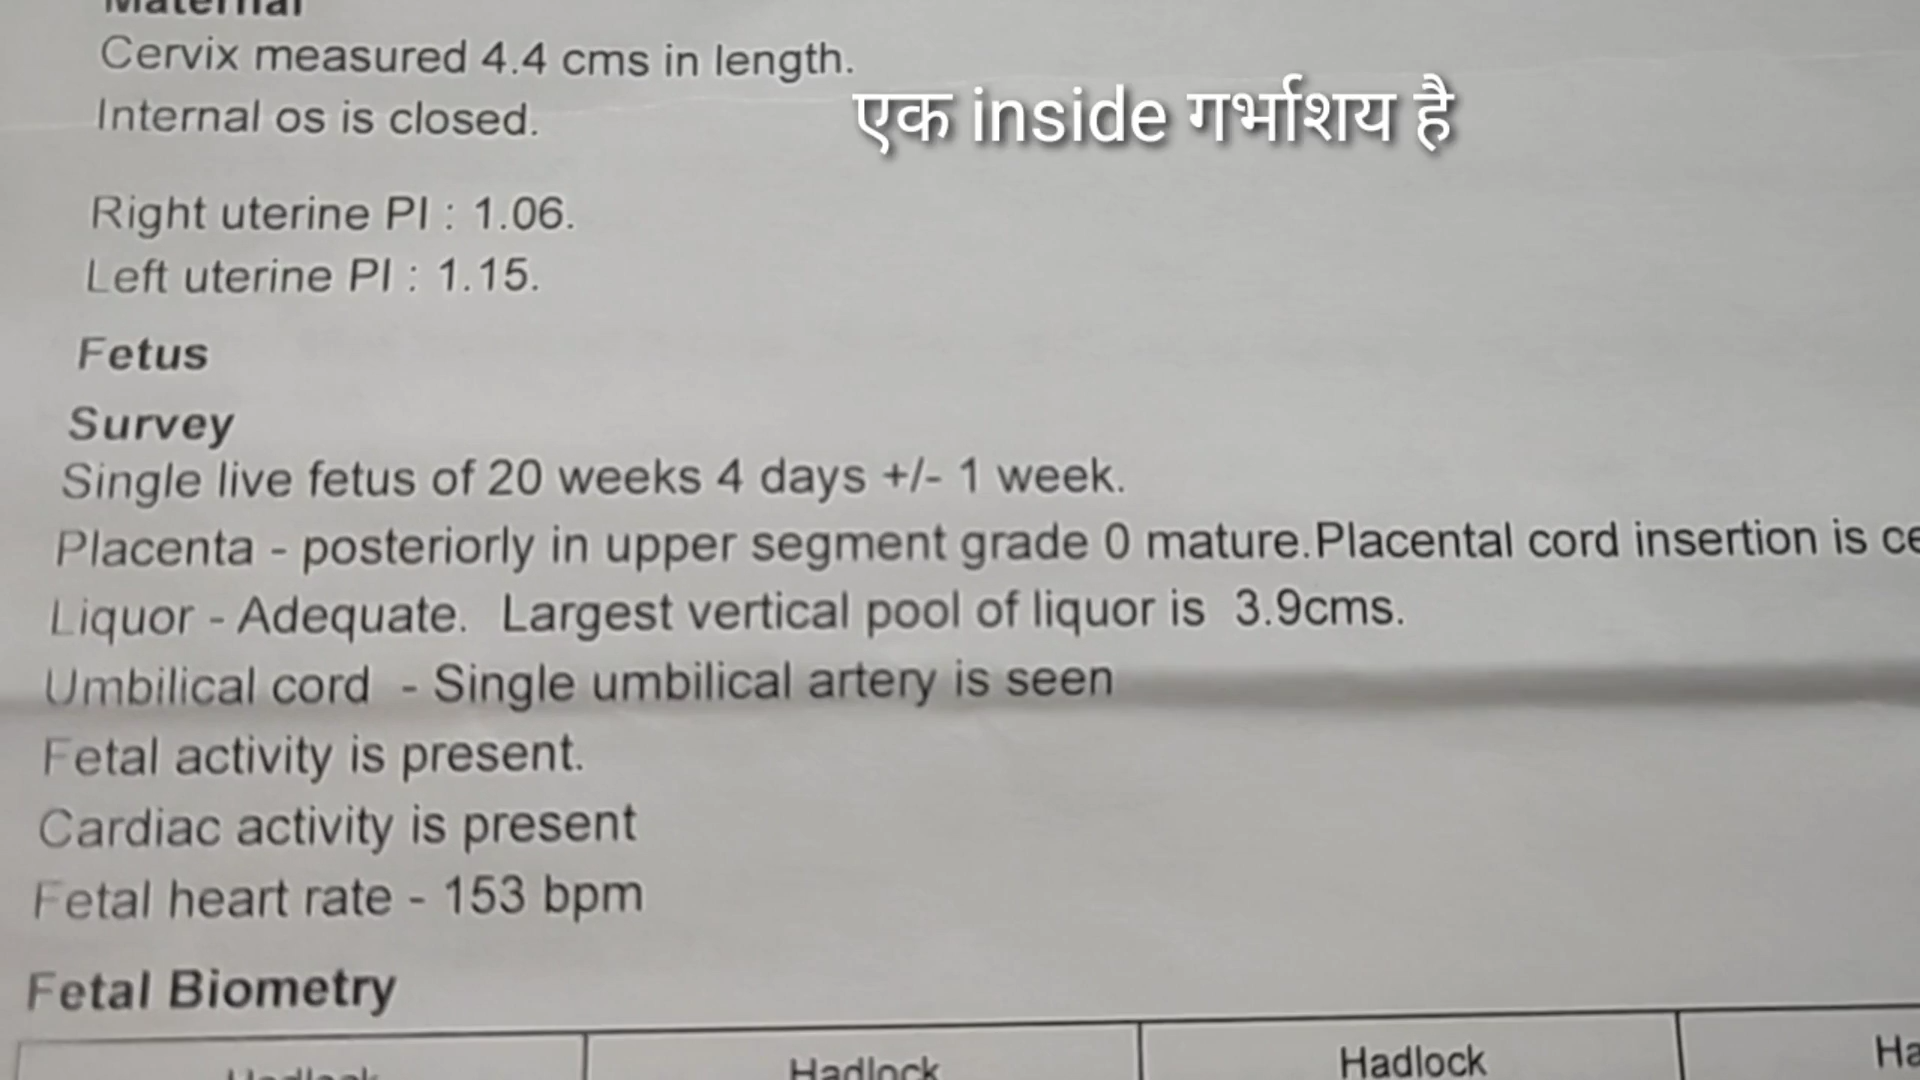 Maternal
Cervix measured 4.4 cms in length.
Internal os is closed.
एक inside गर्भाशय है
Right uterine PI : 1.06.
Left uterine PI : 1.15.
Fetus
Survey
Single live fetus of 20 weeks 4 days +/- 1 week.
Placenta - posteriorly in upper segment grade 0 mature.Placental cord insertion is
Liquor - Adequate. Largest vertical pool of liquor is 3.9cms.
Umbilical cord - Single umbilical artery is seen
Fetal activity is present.
Cardiac activity is present
Fetal heart rate - 153 bpm
Fetal Biometry
Hadlock Hadlock Hadlock